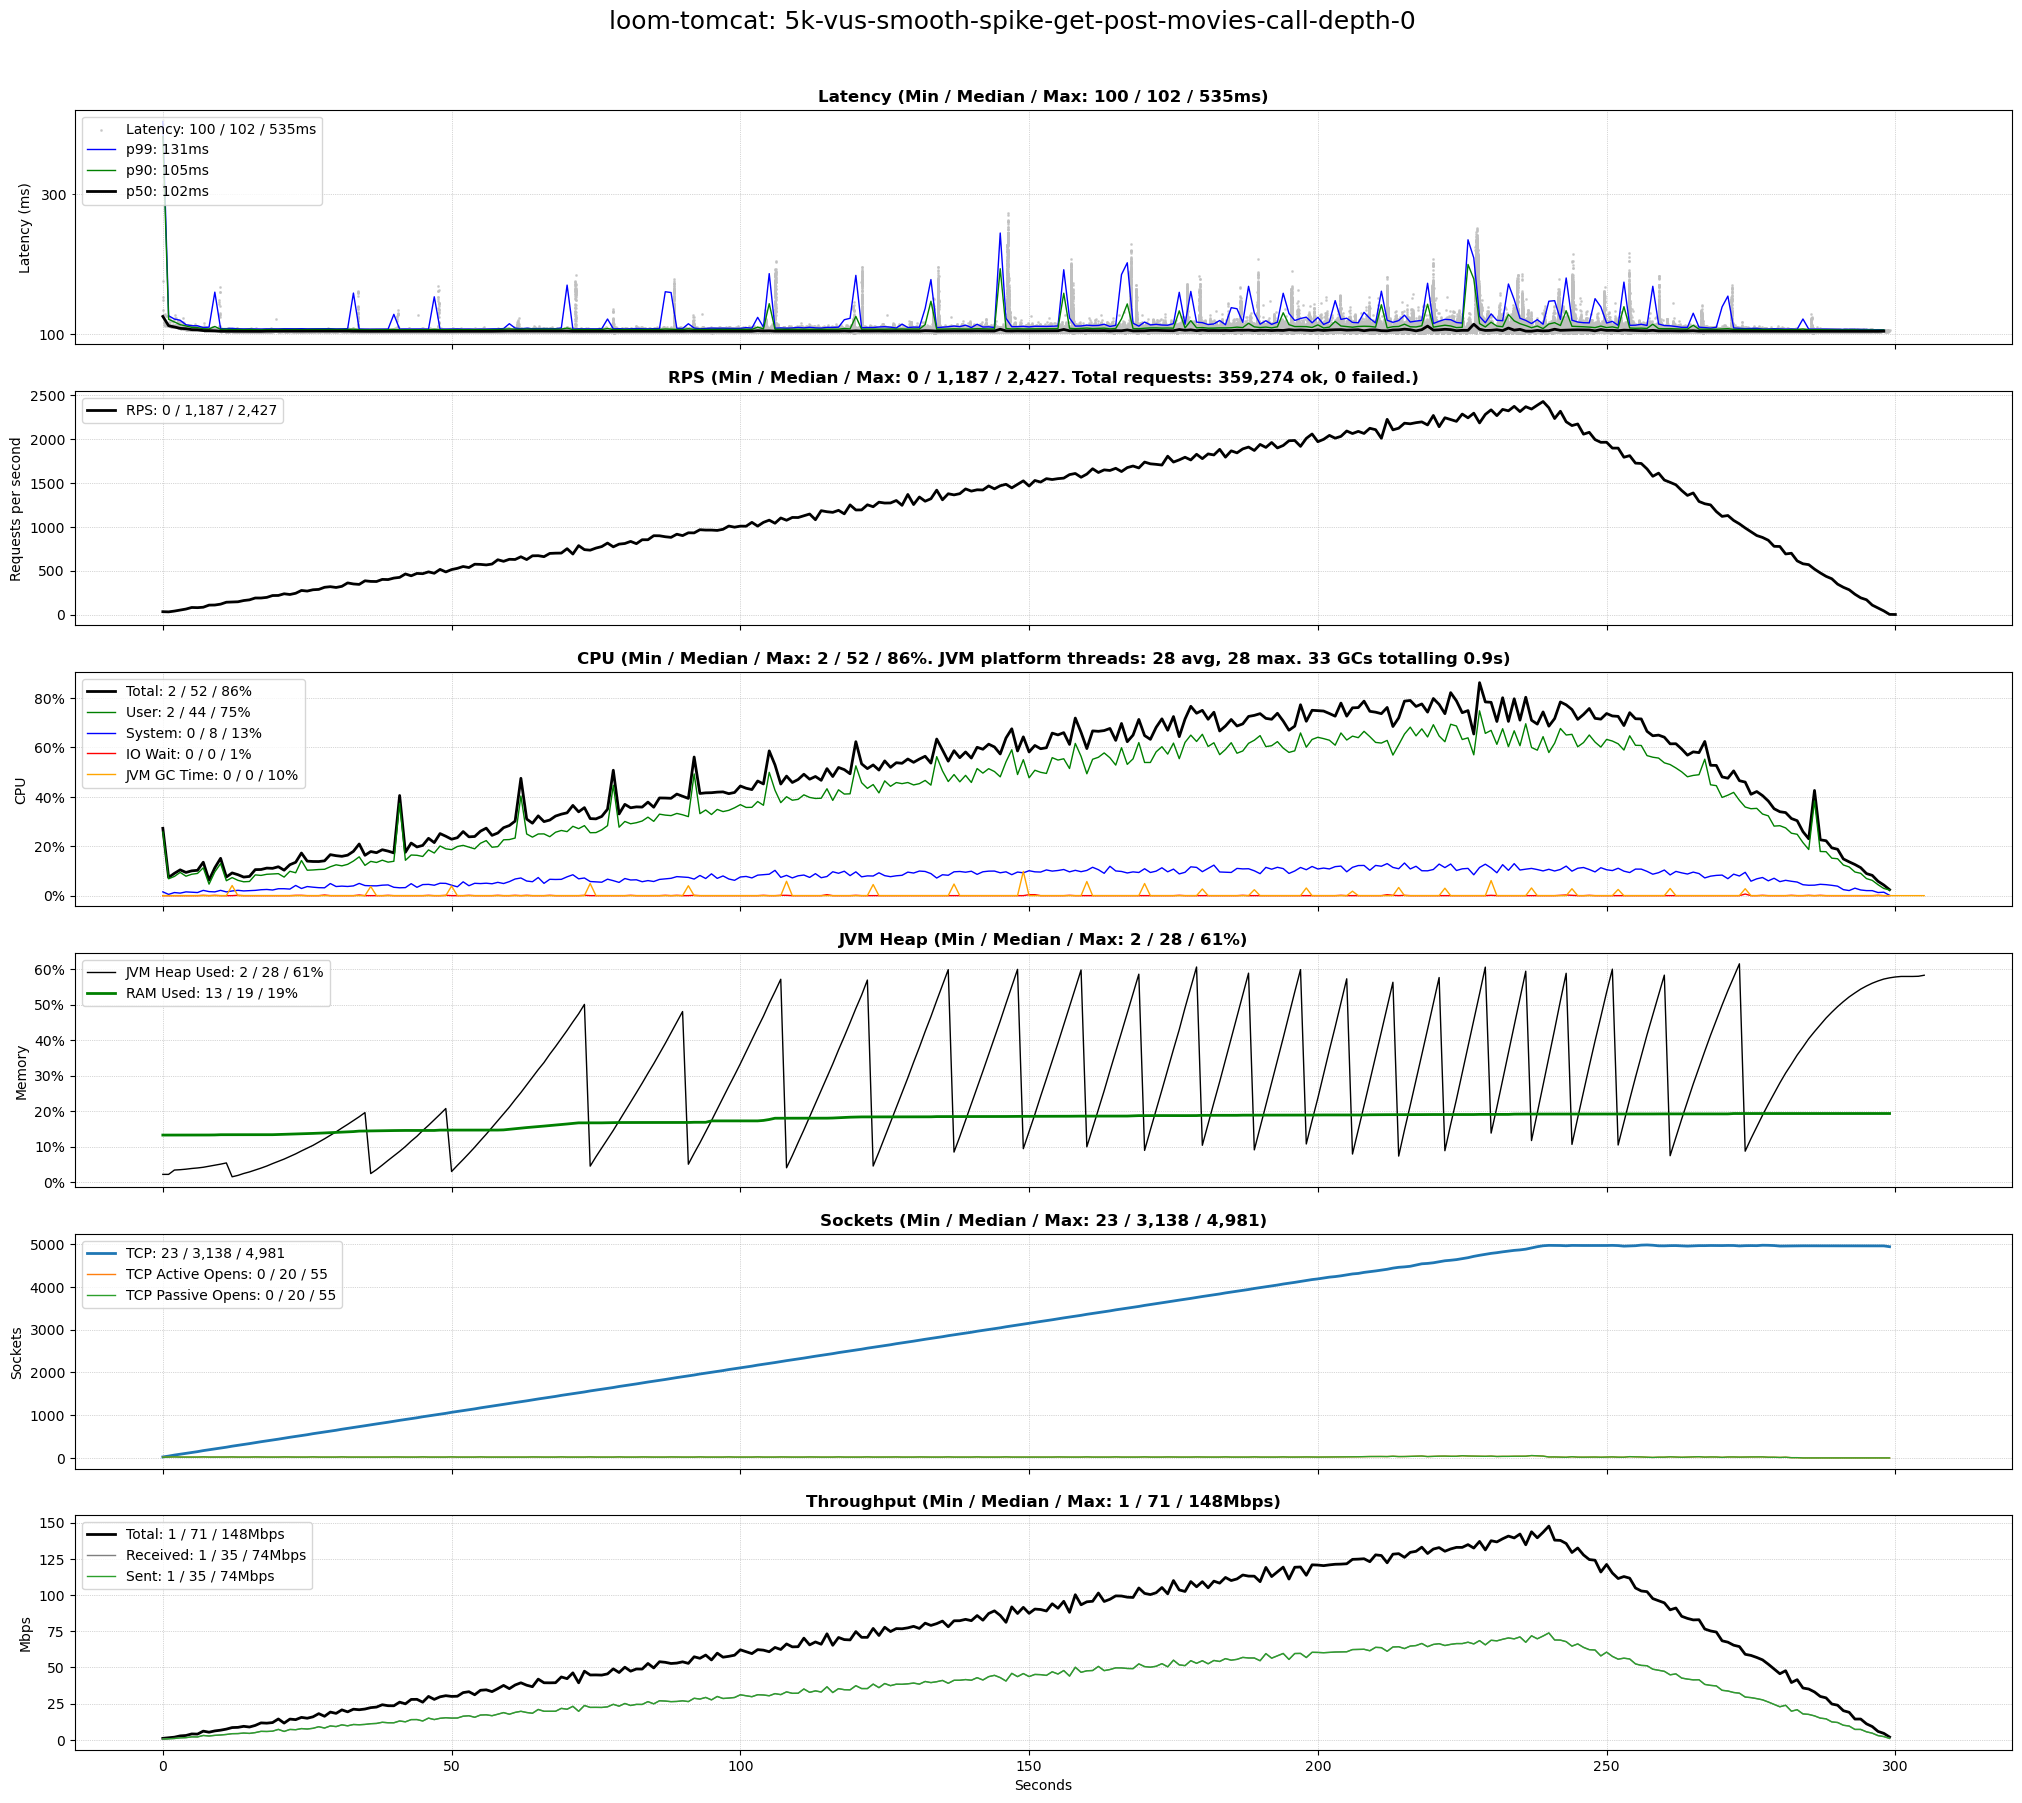 loom-tomcat: 5k-vus-smooth-spike-get-post-movies-call-depth-0
Latency (Min / Median / Max: 100 / 102 / 535ms)
Latency: 100 / 102 / 535ms
p99: 131ms
p90: 105ms
p50: 102ms
300
100
Latency (ms)
RPS (Min / Median / Max: 0 / 1,187 / 2,427. Total requests: 359,274 ok, 0 failed.)
RPS: 0 / 1,187 / 2,427
2500
2000
1500
1000
500
0
Requests per second
CPU (Min / Median / Max: 2 / 52 / 86%. JVM platform threads: 28 avg, 28 max. 33 GCs totalling 0.9s)
Total: 2 / 52 / 86%
User: 2 / 44 / 75%
System: 0 / 8 / 13%
IO Wait: 0 / 0 / 1%
JVM GC Time: 0 / 0 / 10%
80%
60%
40%
20%
0%
CPU
JVM Heap (Min / Median / Max: 2 / 28 / 61%)
JVM Heap Used: 2 / 28 / 61%
RAM Used: 13 / 19 / 19%
60%
50%
40%
30%
20%
10%
0%
Memory
Sockets (Min / Median / Max: 23 / 3,138 / 4,981)
TCP: 23 / 3,138 / 4,981
TCP Active Opens: 0 / 20 / 55
TCP Passive Opens: 0 / 20 / 55
5000
4000
3000
2000
1000
0
Sockets
Throughput (Min / Median / Max: 1 / 71 / 148Mbps)
Total: 1 / 71 / 148Mbps
Received: 1 / 35 / 74Mbps
Sent: 1 / 35 / 74Mbps
150
125
100
75
50
25
0
Mbps
0 50 100 150 200 250 300
Seconds